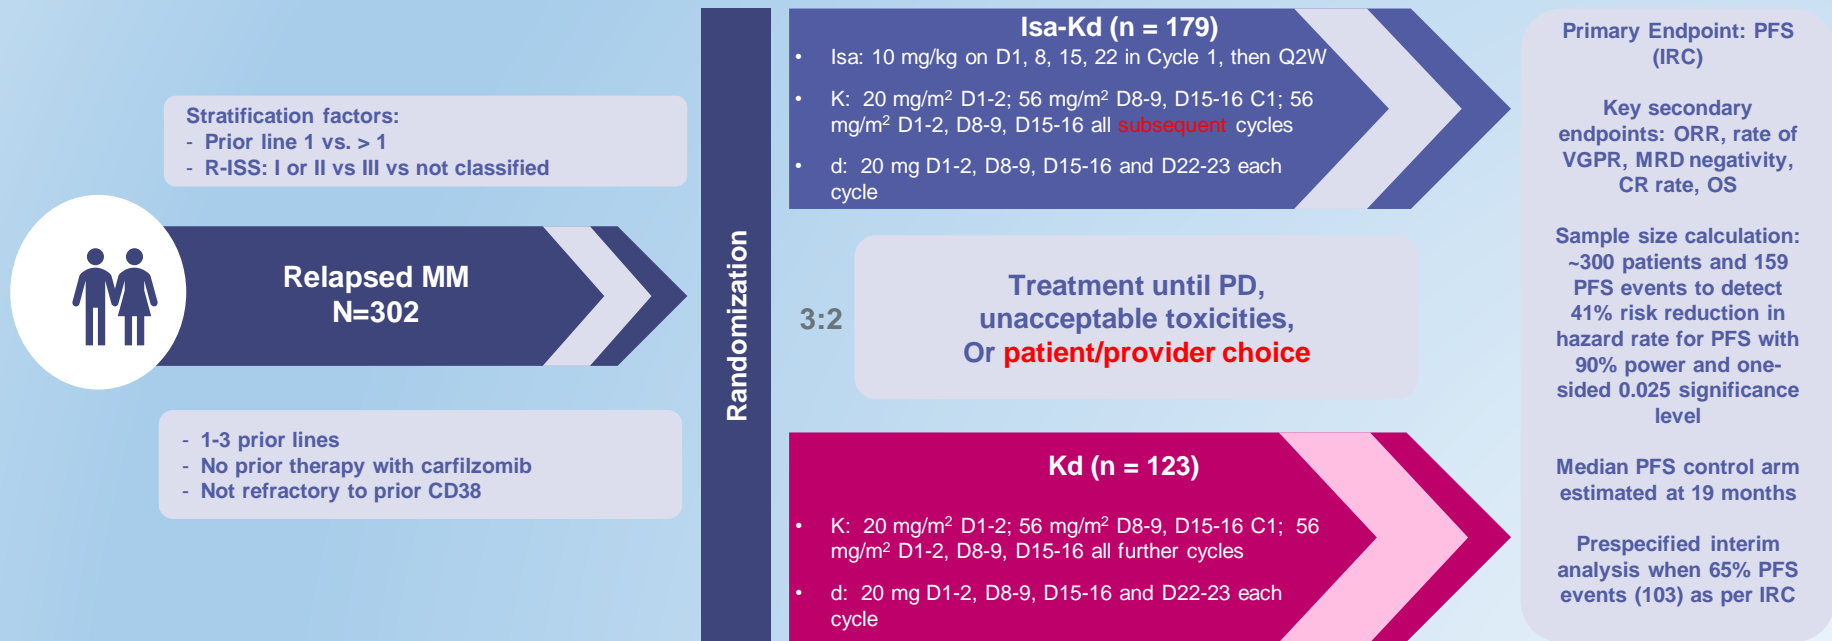 Stratification factors:
- Prior line 1 vs. > 1
- R-ISS: I or II vs III vs not classified
Relapsed MM
N=302
- 1-3 prior lines
- No prior therapy with carfilzomib
- Not refractory to prior CD38
Randomization
3:2
Isa-Kd (n = 179)
• Isa: 10 mg/kg on D1, 8, 15, 22 in Cycle 1, then Q2W
• K: 20 mg/m² D1-2; 56 mg/m² D8-9, D15-16 C1; 56
mg/m² D1-2, D8-9, D15-16 all subsequent cycles
• d: 20 mg D1-2, D8-9, D15-16 and D22-23 each
cycle
Treatment until PD,
unacceptable toxicities,
Or patient/provider choice
Kd (n = 123)
• K: 20 mg/m² D1-2; 56 mg/m² D8-9, D15-16 C1; 56
mg/m² D1-2, D8-9, D15-16 all further cycles
• d: 20 mg D1-2, D8-9, D15-16 and D22-23 each
cycle
Primary Endpoint: PFS
(IRC)
Key secondary
endpoints: ORR, rate of
VGPR, MRD negativity,
CR rate, OS
Sample size calculation:
~300 patients and 159
PFS events to detect
41% risk reduction in
hazard rate for PFS with
90% power and one-
sided 0.025 significance
level
Median PFS control arm
estimated at 19 months
Prespecified interim
analysis when 65% PFS
events (103) as per IRC